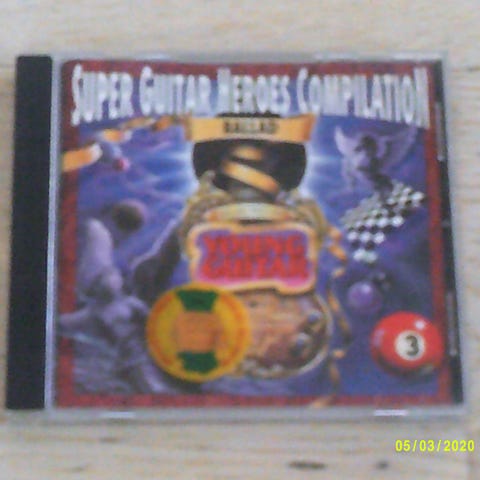 SUPER GUITAR HEROES COMPILATION
BALLAD
YOUNG
GUITAR
3
05/03/2020